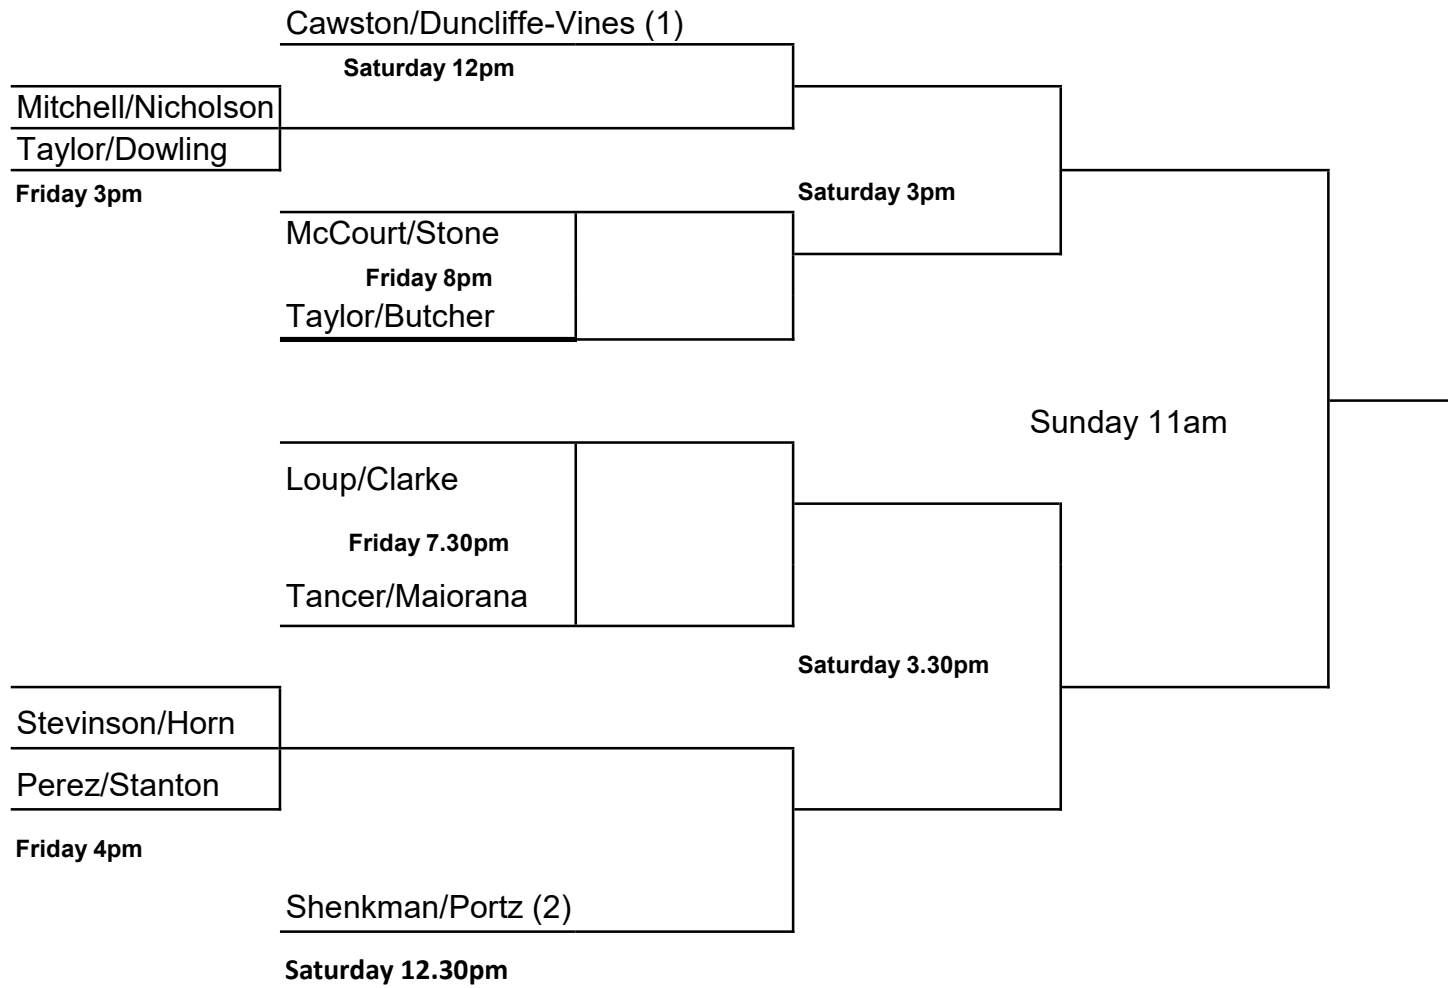 Cawston/Duncliffe-Vines (1)
Saturday 12pm
Mitchell/Nicholson
Taylor/Dowling
Friday 3pm
Saturday 3pm
McCourt/Stone
Friday 8pm
Taylor/Butcher
Sunday 11am
Loup/Clarke
Friday 7.30pm
Tancer/Maiorana
Saturday 3.30pm
Stevinson/Horn
Perez/Stanton
Friday 4pm
Shenkman/Portz (2)
Saturday 12.30pm